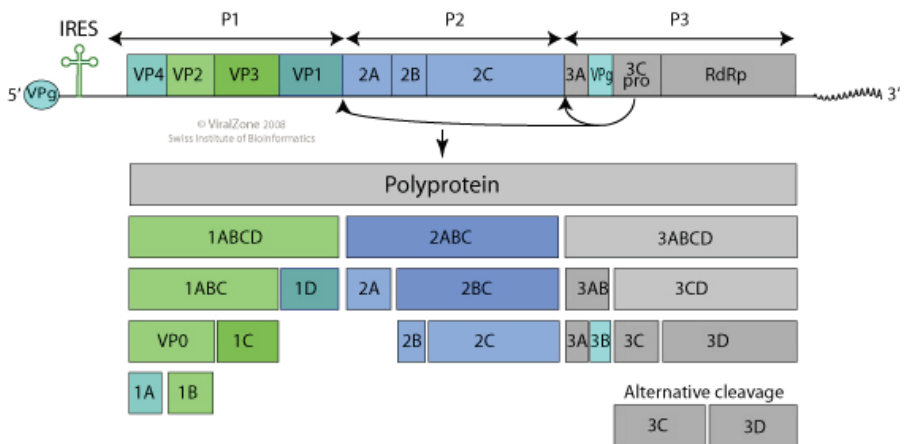 P1 P2 P3
IRES
VP4 VP2 VP3 VP1 2A 2B 2C 3A VPg 3C pro RdRp
5' VPg 3'
© ViralZone 2008
Swiss Institute of Bioinformatics
Polyprotein
1ABCD 2ABC 3ABCD
1ABC 1D 2A 2BC 3AB 3CD
VP0 1C 2B 2C 3A 3B 3C 3D
1A 1B
Alternative cleavage
3C 3D